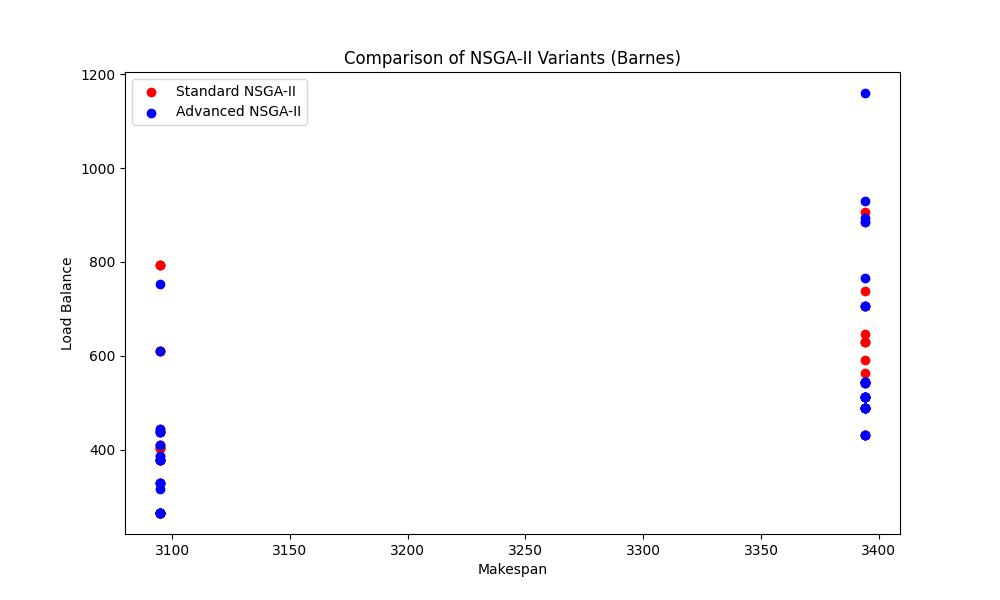 Comparison of NSGA-II Variants (Barnes)
Standard NSGA-II
Advanced NSGA-II
1200
1000
800
600
400
Load Balance
3100 3150 3200 3250 3300 3350 3400
Makespan